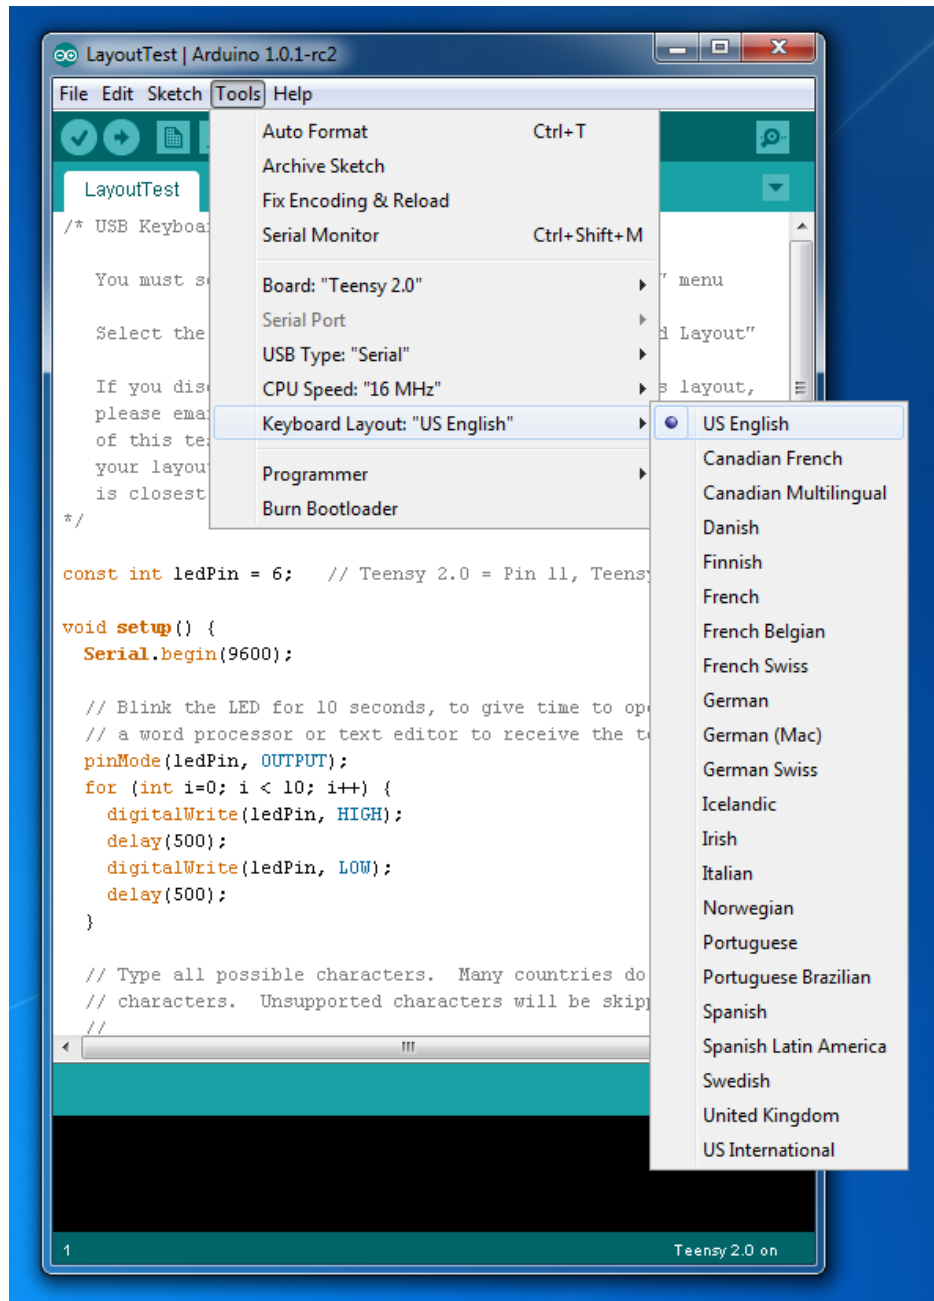 LayoutTest | Arduino 1.0.1-rc2
File Edit Sketch Tools Help
Auto Format Ctrl+T
Archive Sketch
Fix Encoding & Reload
Serial Monitor Ctrl+Shift+M
Board: "Teensy 2.0"
Serial Port
USB Type: "Serial"
CPU Speed: "16 MHz"
Keyboard Layout: "US English"
Programmer
Burn Bootloader
US English
Canadian French
Canadian Multilingual
Danish
Finnish
French
French Belgian
French Swiss
German
German (Mac)
German Swiss
Icelandic
Irish
Italian
Norwegian
Portuguese
Portuguese Brazilian
Spanish
Spanish Latin America
Swedish
United Kingdom
US International
LayoutTest
/* USB Keyboa
You must s " menu
Select the d Layout"
If you dis s layout,
please ema
of this te
your layou
is closest
*/
const int ledPin = 6; // Teensy 2.0 = Pin 11, Teensy
void setup() {
Serial.begin(9600);
// Blink the LED for 10 seconds, to give time to op
// a word processor or text editor to receive the t
pinMode(ledPin, OUTPUT);
for (int i=0; i < 10; i++) {
digitalWrite(ledPin, HIGH);
delay(500);
digitalWrite(ledPin, LOW);
delay(500);
}
// Type all possible characters. Many countries do
// characters. Unsupported characters will be skip
//
1 Teensy 2.0 on